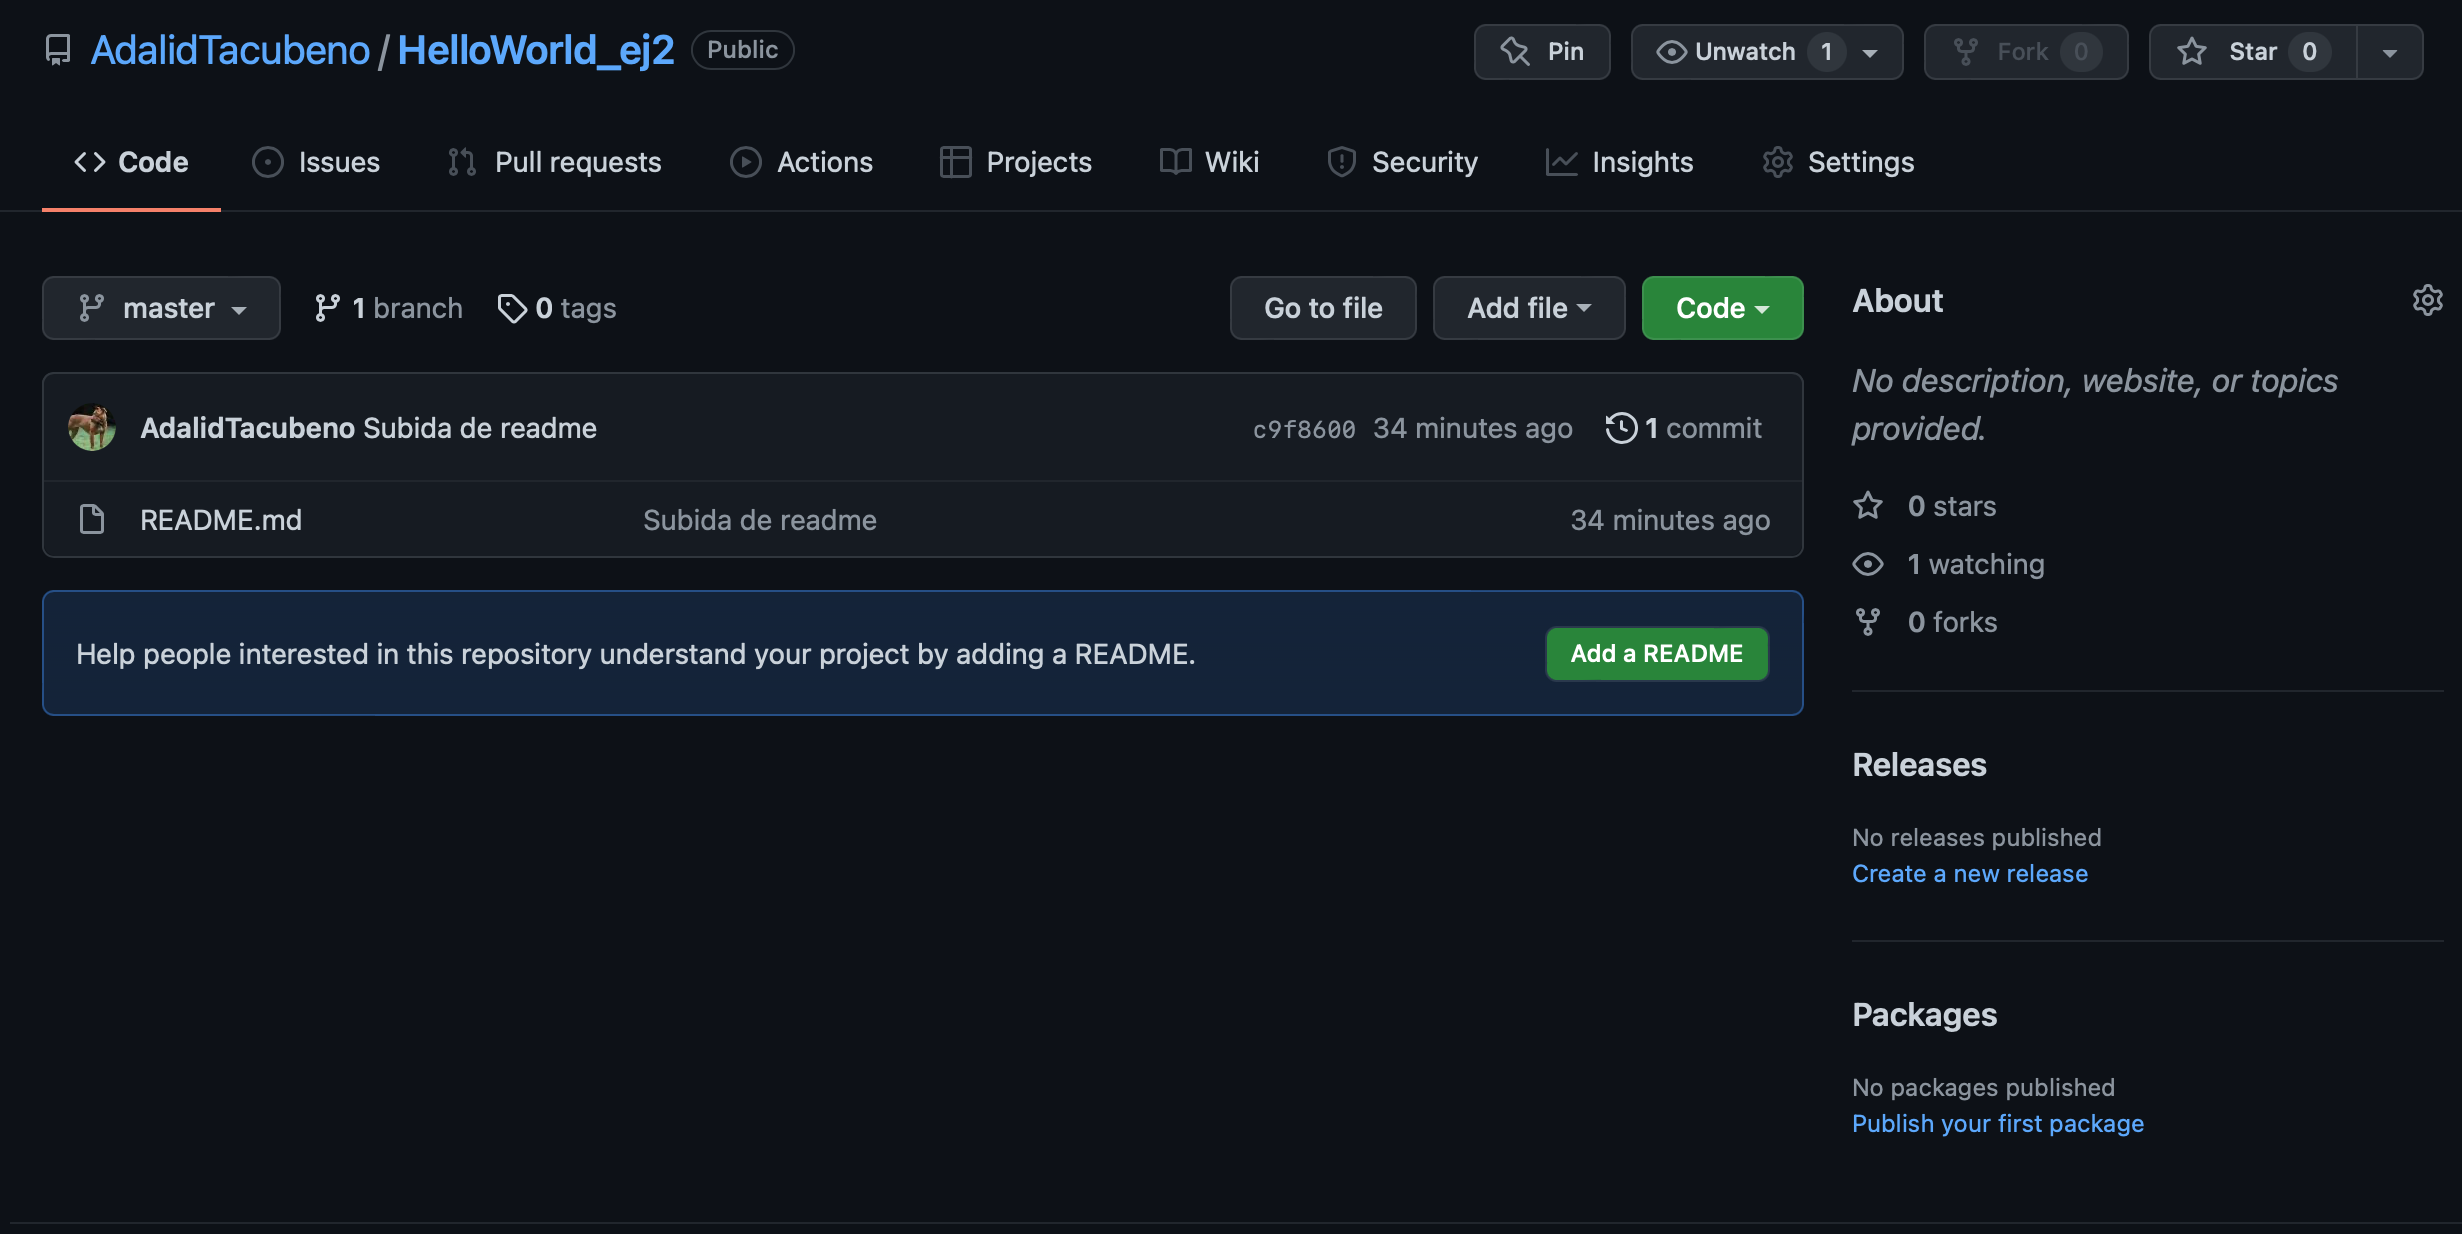 AdalidTacubeno / HelloWorld_ej2 Public
Pin
Unwatch 1
Fork 0
Star 0
Code
Issues
Pull requests
Actions
Projects
Wiki
Security
Insights
Settings
master
1 branch
0 tags
Go to file
Add file
Code
AdalidTacubeno Subida de readme
c9f8600 34 minutes ago
1 commit
README.md
Subida de readme
34 minutes ago
Help people interested in this repository understand your project by adding a README.
Add a README
About
No description, website, or topics
provided.
0 stars
1 watching
0 forks
Releases
No releases published
Create a new release
Packages
No packages published
Publish your first package